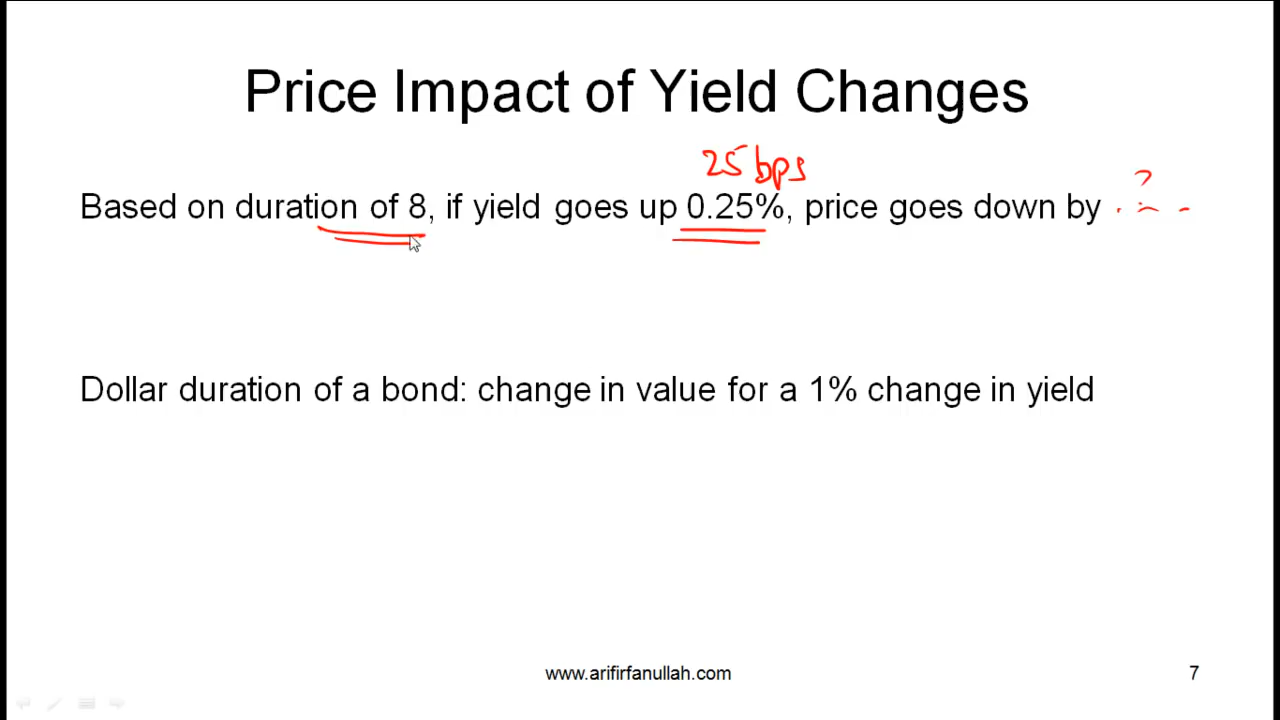 Price Impact of Yield Changes
25 bps
Based on duration of 8, if yield goes up 0.25%, price goes down by
?
Dollar duration of a bond: change in value for a 1% change in yield
www.arifirfanullah.com
7